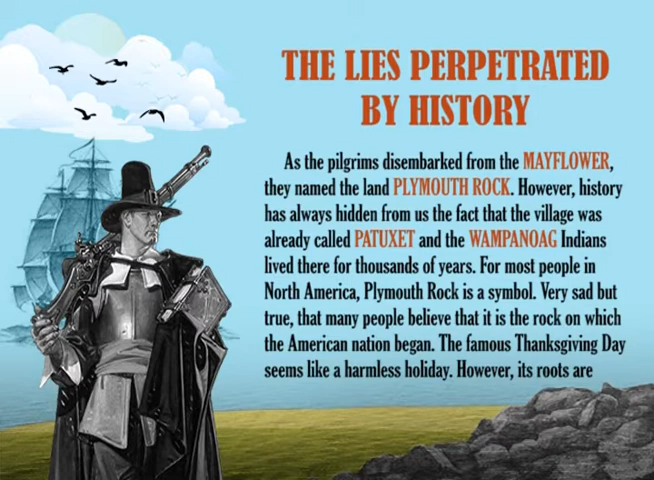 THE LIES PERPETRATED
BY HISTORY
As the pilgrims disembarked from the MAYFLOWER,
they named the land PLYMOUTH ROCK. However, history
has always hidden from us the fact that the village was
already called PATUXET and the WAMPANOAG Indians
lived there for thousands of years. For most people in
North America, Plymouth Rock is a symbol. Very sad but
true, that many people believe that it is the rock on which
the American nation began. The famous Thanksgiving Day
seems like a harmless holiday. However, its roots are